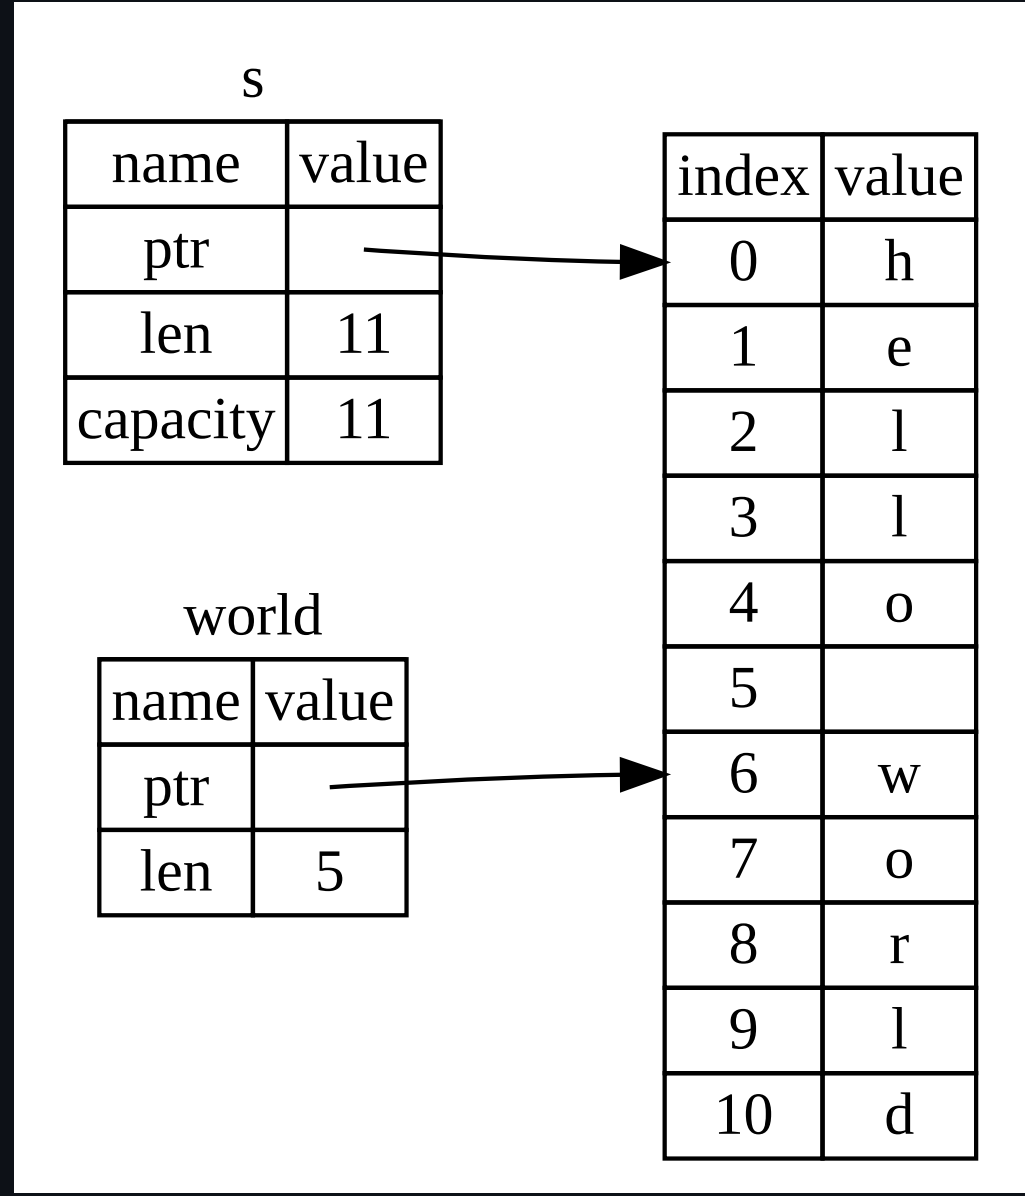 s
name value
ptr
len 11
capacity 11
world
name value
ptr
len 5
index value
0 h
1 e
2 l
3 l
4 o
5
6 w
7 o
8 r
9 l
10 d